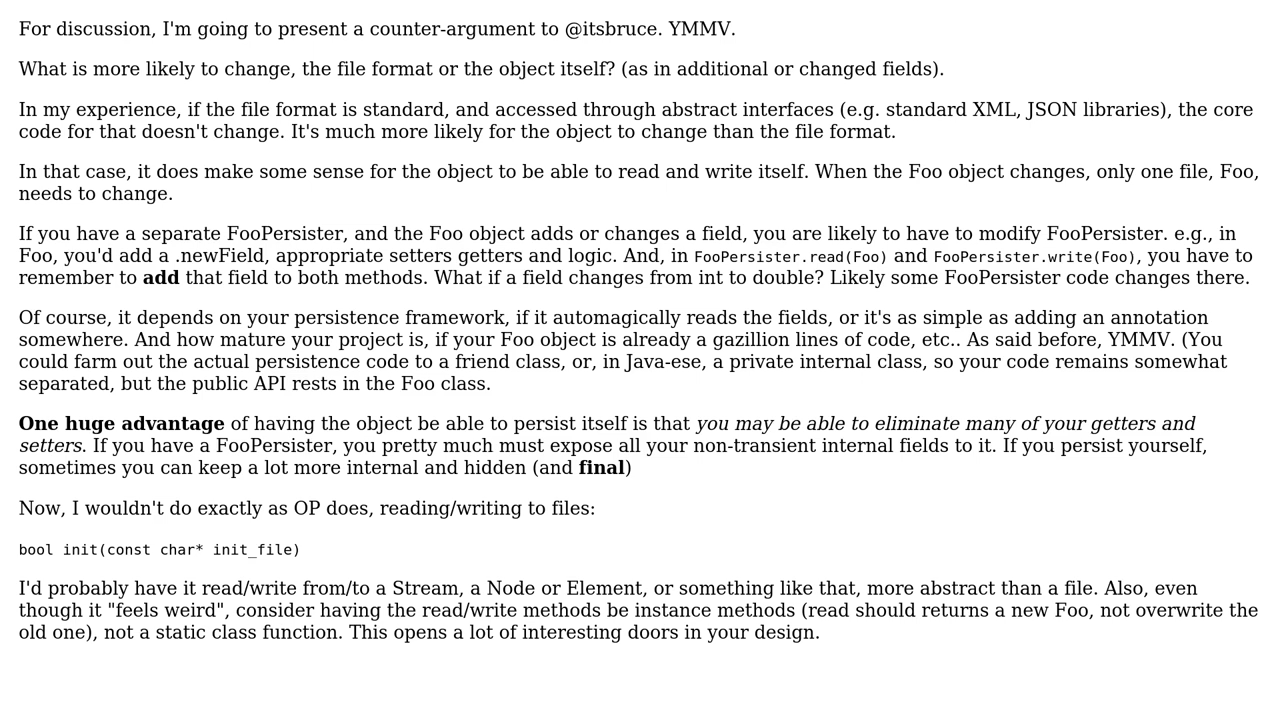 For discussion, I'm going to present a counter-argument to @itsbruce. YMMV.
What is more likely to change, the file format or the object itself? (as in additional or changed fields).
In my experience, if the file format is standard, and accessed through abstract interfaces (e.g. standard XML, JSON libraries), the core
code for that doesn't change. It's much more likely for the object to change than the file format.
In that case, it does make some sense for the object to be able to read and write itself. When the Foo object changes, only one file, Foo,
needs to change.
If you have a separate FooPersister, and the Foo object adds or changes a field, you are likely to have to modify FooPersister. e.g., in
Foo, you'd add a .newField, appropriate setters getters and logic. And, in FooPersister.read(Foo) and FooPersister.write(Foo), you have to
remember to add that field to both methods. What if a field changes from int to double? Likely some FooPersister code changes there.
Of course, it depends on your persistence framework, if it automagically reads the fields, or it's as simple as adding an annotation
somewhere. And how mature your project is, if your Foo object is already a gazillion lines of code, etc.. As said before, YMMV. (You
could farm out the actual persistence code to a friend class, or, in Java-ese, a private internal class, so your code remains somewhat
separated, but the public API rests in the Foo class.
One huge advantage of having the object be able to persist itself is that you may be able to eliminate many of your getters and
setters. If you have a FooPersister, you pretty much must expose all your non-transient internal fields to it. If you persist yourself,
sometimes you can keep a lot more internal and hidden (and final)
Now, I wouldn't do exactly as OP does, reading/writing to files:
bool init(const char* init_file)
I'd probably have it read/write from/to a Stream, a Node or Element, or something like that, more abstract than a file. Also, even
though it "feels weird", consider having the read/write methods be instance methods (read should returns a new Foo, not overwrite the
old one), not a static class function. This opens a lot of interesting doors in your design.